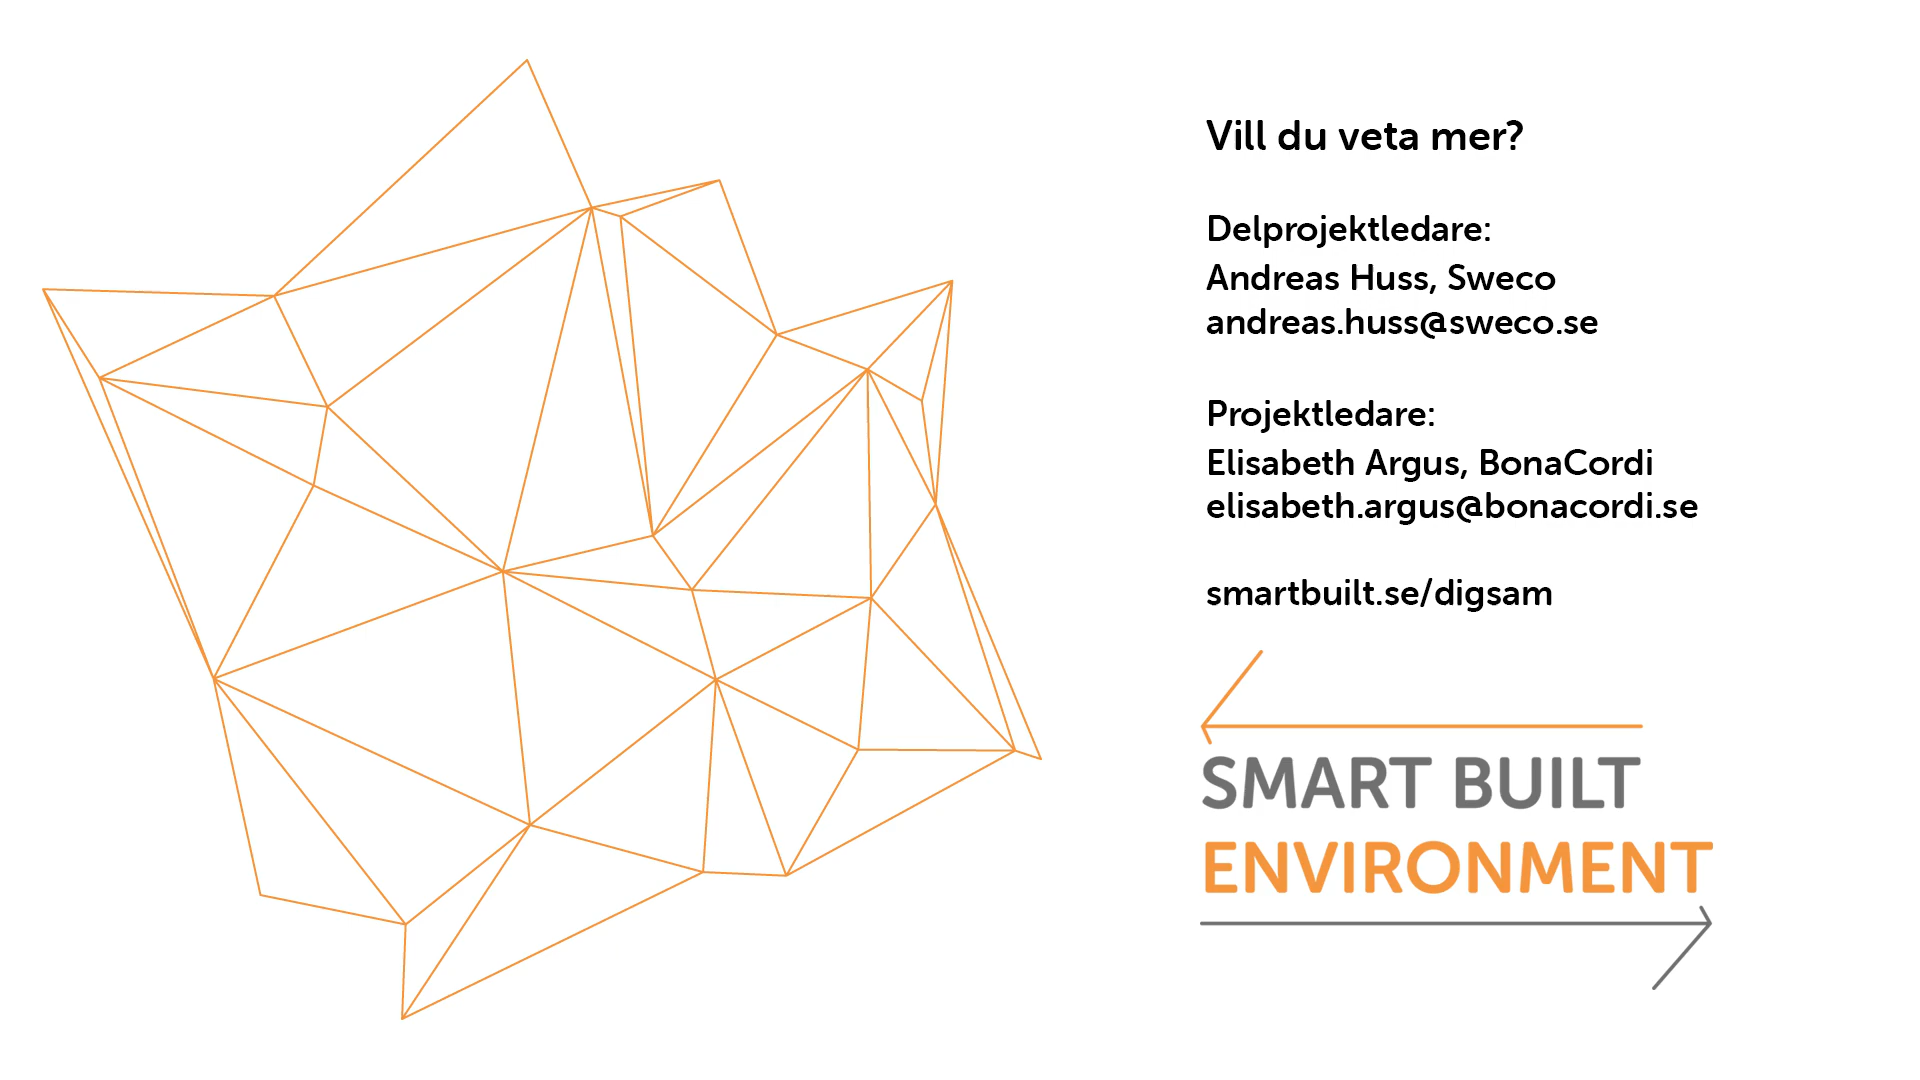 Vill du veta mer?
Delprojektledare:
Andreas Huss, Sweco
andreas.huss@sweco.se
Projektledare:
Elisabeth Argus, BonaCordi
elisabeth.argus@bonacordi.se
smartbuilt.se/digsam
SMART BUILT
ENVIRONMENT